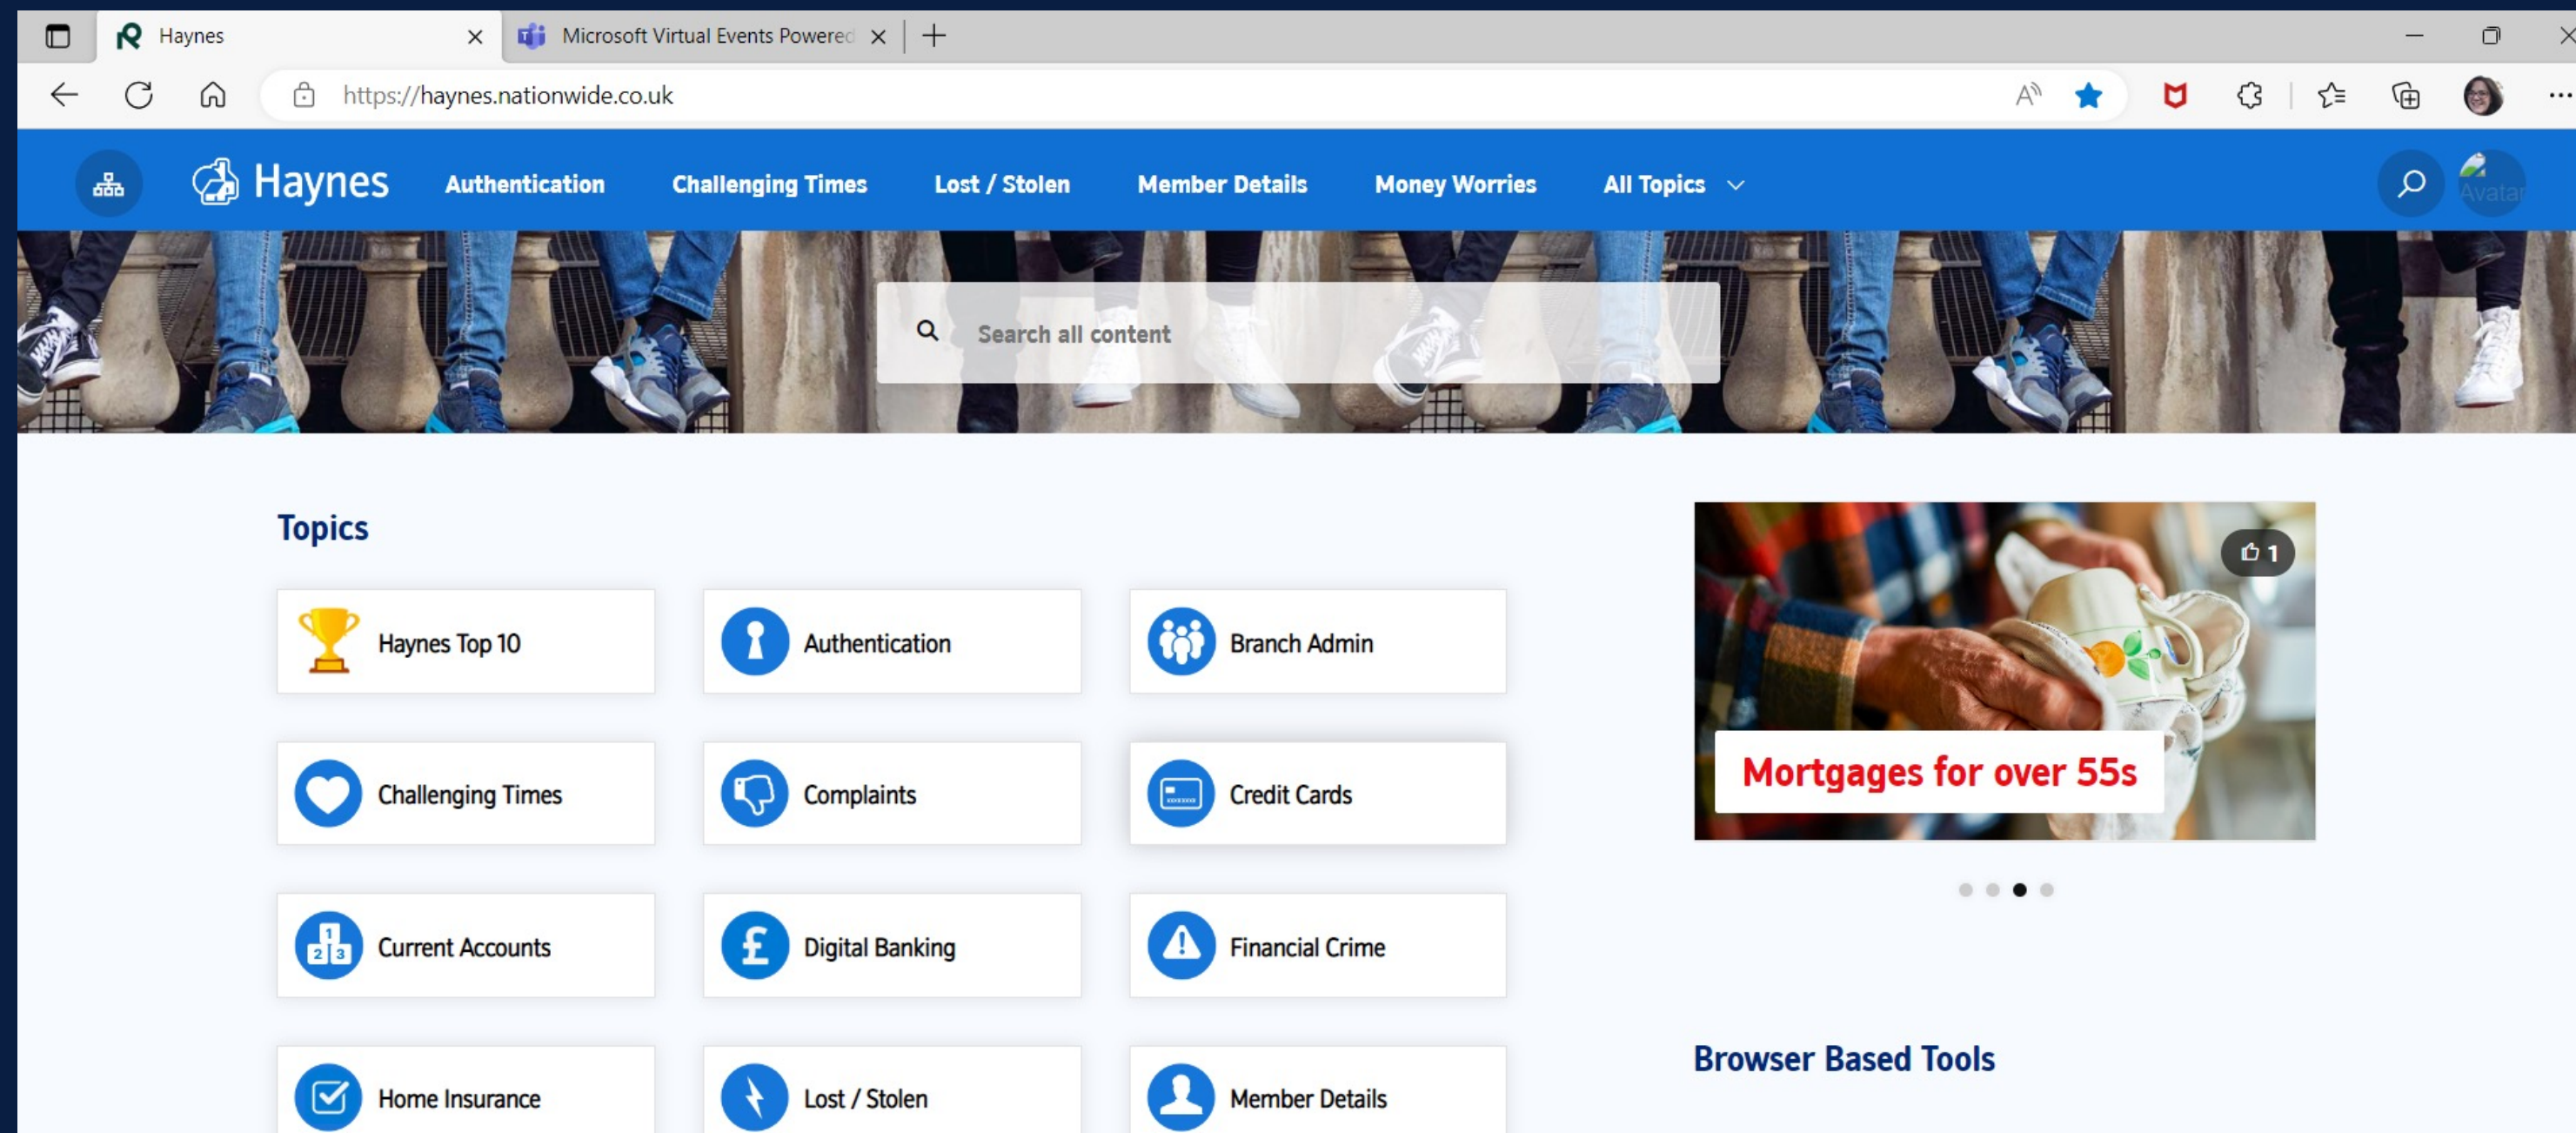 Haynes
Microsoft Virtual Events Powered
https://haynes.nationwide.co.uk
Haynes Authentication Challenging Times Lost / Stolen Member Details Money Worries All Topics
Avatar
Search all content
Topics
Haynes Top 10
Authentication
Branch Admin
Challenging Times
Complaints
Credit Cards
Current Accounts
Digital Banking
Financial Crime
Home Insurance
Lost / Stolen
Member Details
1
Mortgages for over 55s
Browser Based Tools